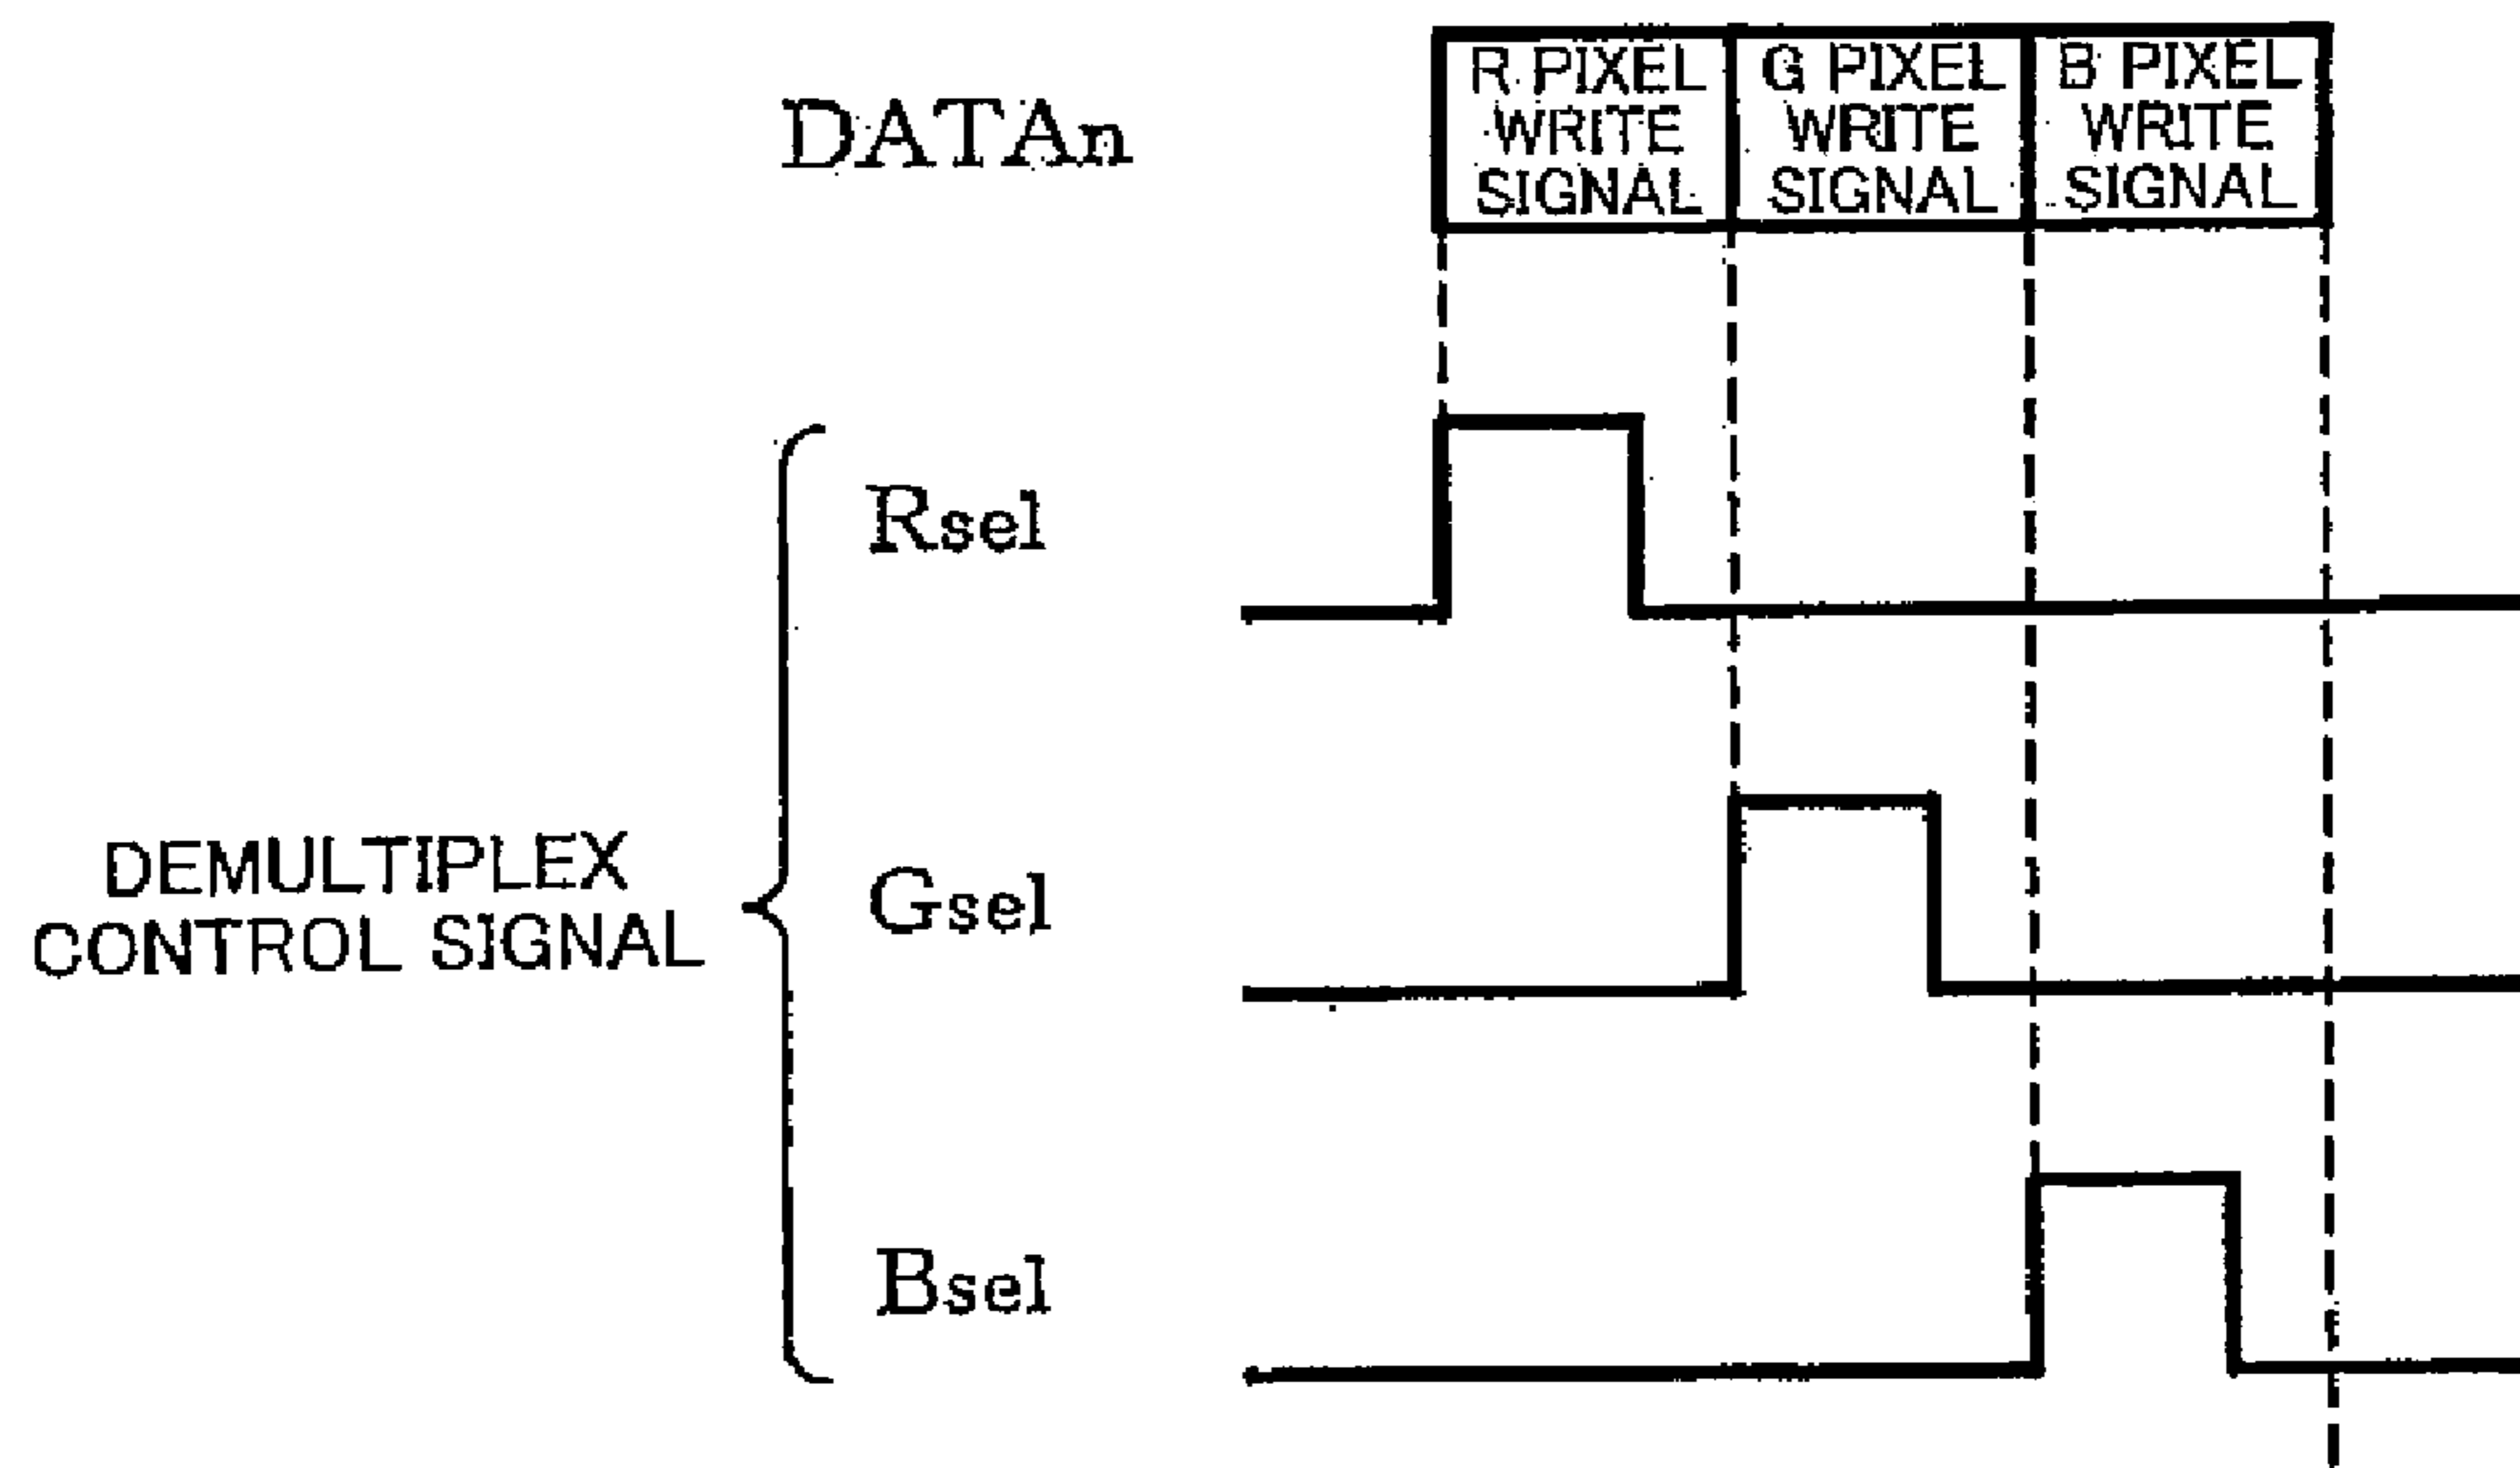 DATAn
R PIXEL
WRITE
SIGNAL
G PIXEL
WRITE
SIGNAL
B PIXEL
WRITE
SIGNAL
Rsel
DEMULTIPLEX
CONTROL SIGNAL
Gsel
Bsel